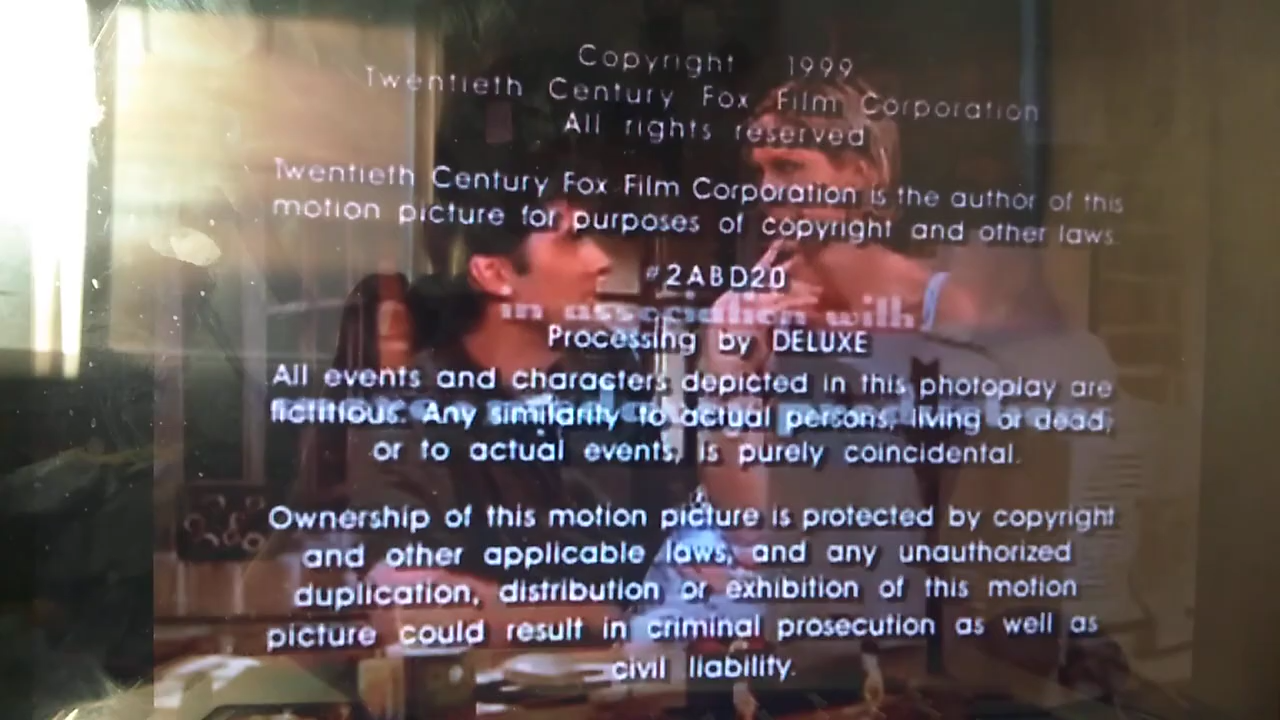 Copyright 1999
Twentieth Century Fox Film Corporation
All rights reserved
Twentieth Century Fox Film Corporation is the author of this
motion picture for purposes of copyright and other laws.
#2ABD20
in association with
Processing by DELUXE
All events and characters depicted in this photoplay are
fictitious. Any similarity to actual persons, living or dead,
or to actual events, is purely coincidental.
Ownership of this motion picture is protected by copyright
and other applicable laws, and any unauthorized
duplication, distribution or exhibition of this motion
picture could result in criminal prosecution as well as
civil liability.